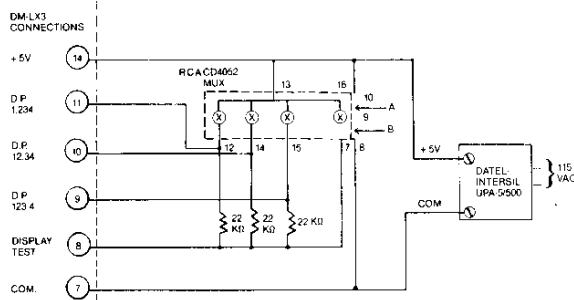 DM-LX3
CONNECTIONS
+ 5V 14
D.P. 1.234 11
D.P. 12.34 10
D.P. 123.4 9
DISPLAY TEST 8
COM. 7
RCA CD4052
MUX
13 16
X X X X
10 A
9 B
12 14 15 7 8
22 KΩ
22 KΩ
22 KΩ
+ 5V
COM
DATEL-
INTERSIL
UPA-5/500
115
VAC